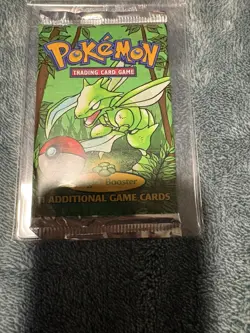 POKéMON
TRADING CARD GAME
Booster
ADDITIONAL GAME CARDS